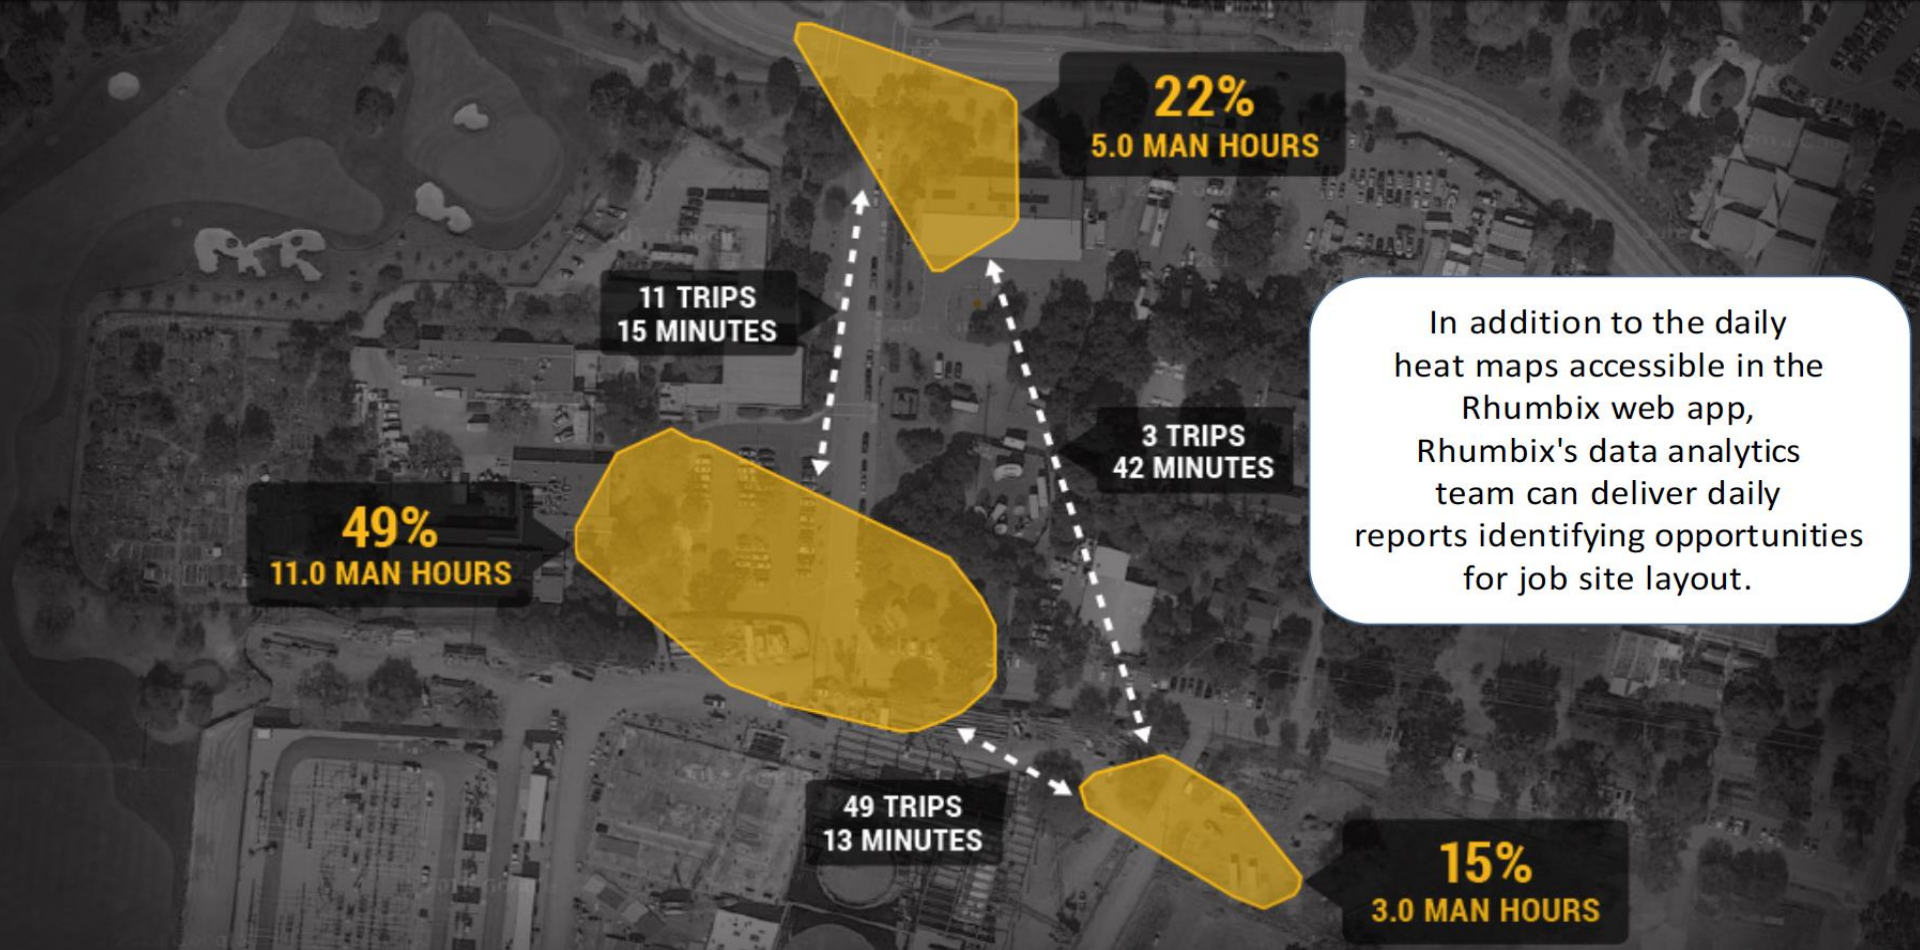 22%
5.0 MAN HOURS
11 TRIPS
15 MINUTES
In addition to the daily
heat maps accessible in the
Rhumbix web app,
Rhumbix's data analytics
team can deliver daily
reports identifying opportunities
for job site layout.
3 TRIPS
42 MINUTES
49%
11.0 MAN HOURS
49 TRIPS
13 MINUTES
15%
3.0 MAN HOURS